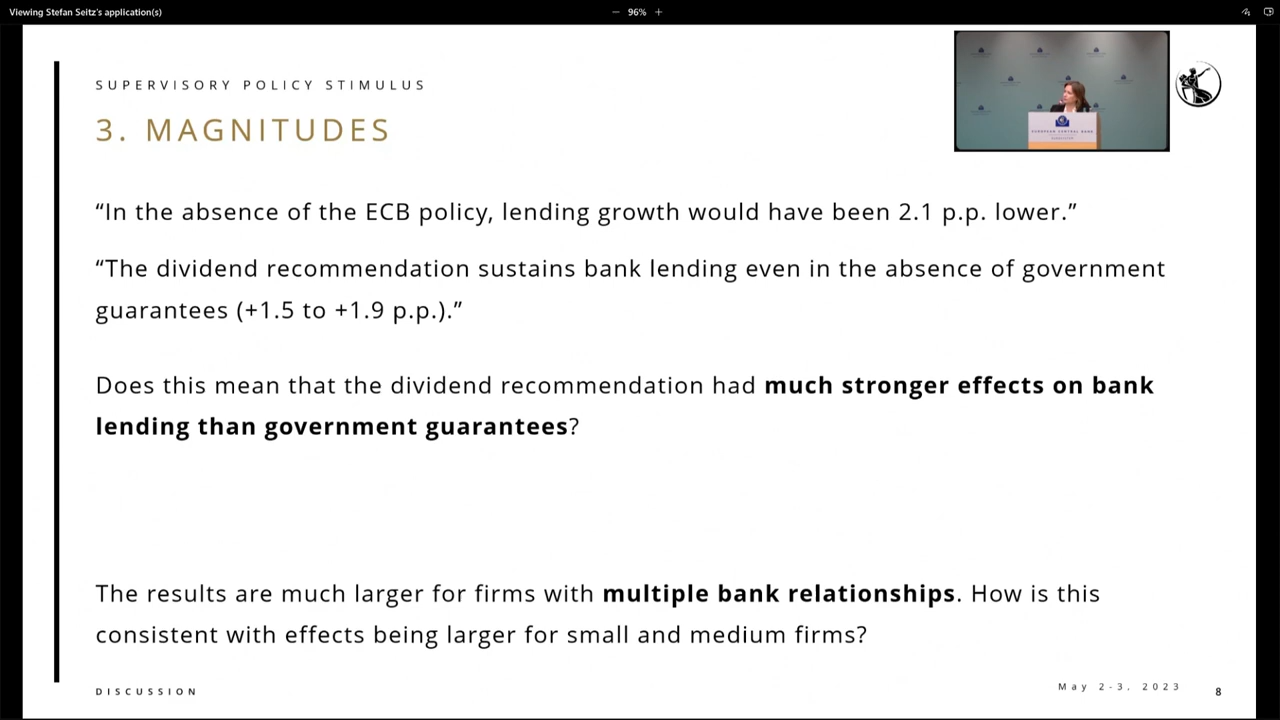 Viewing Stefan Seitz's application(s)
− 96% +
SUPERVISORY POLICY STIMULUS
3. MAGNITUDES
EUROPEAN CENTRAL BANK
“In the absence of the ECB policy, lending growth would have been 2.1 p.p. lower.”
“The dividend recommendation sustains bank lending even in the absence of government
guarantees (+1.5 to +1.9 p.p.).”
Does this mean that the dividend recommendation had much stronger effects on bank
lending than government guarantees?
The results are much larger for firms with multiple bank relationships. How is this
consistent with effects being larger for small and medium firms?
DISCUSSION
May 2-3, 2023
8